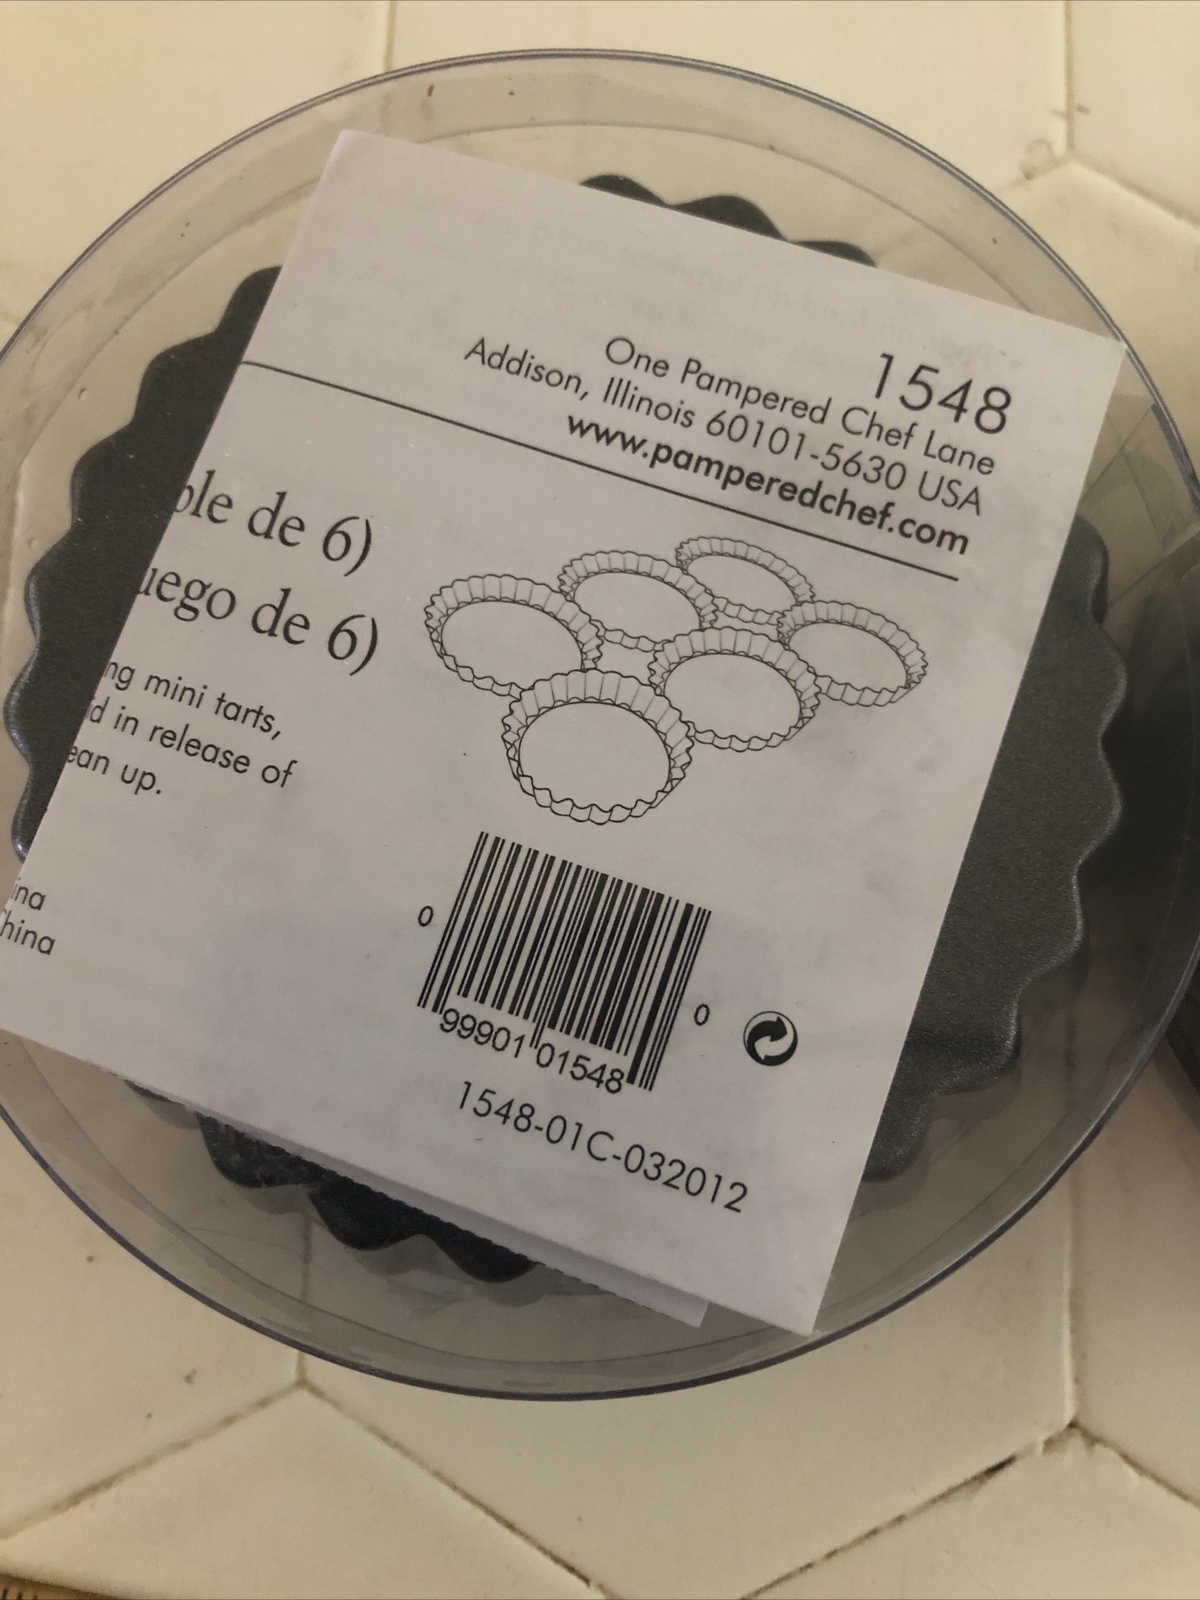 1548
One Pampered Chef Lane
Addison, Illinois 60101-5630 USA
www.pamperedchef.com
ble de 6)
uego de 6)
ng mini tarts,
id in release of
ean up.
ina
hina
0 99901 01548 0
1548-01C-032012